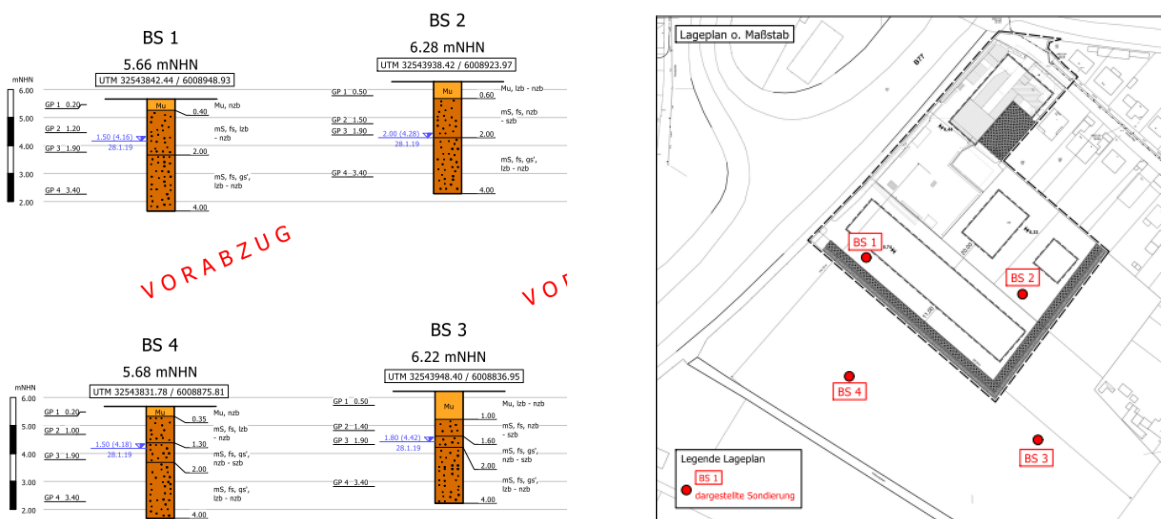 BS 1
5.66 mNHN
UTM 32543842.44 / 6008948.93
mNHN
6.00
5.00
4.00
3.00
2.00
GP 1 0.20
GP 2 1.20
GP 3 1.90
GP 4 3.40
1.50 (4.16)
28.1.19
Mu
0.40
2.00
4.00
Mu, nzb
mS, fs, lzb
- nzb
mS, fs, gs',
lzb - nzb
BS 2
6.28 mNHN
UTM 32543938.42 / 6008923.97
GP 1 0.50
GP 2 1.50
GP 3 1.90
GP 4 3.40
2.00 (4.28)
28.1.19
Mu
0.60
2.00
4.00
Mu, lzb - nzb
mS, fs, nzb
- szb
mS, fs, gs',
lzb - nzb
VORABZUG
VOR
BS 4
5.68 mNHN
UTM 32543831.78 / 6008875.81
mNHN
6.00
5.00
4.00
3.00
2.00
GP 1 0.20
GP 2 1.00
GP 3 1.90
GP 4 3.40
1.50 (4.18)
28.1.19
Mu
0.35
1.30
2.00
4.00
Mu, nzb
mS, fs, lzb
- nzb
mS, fs, gs',
nzb - szb
mS, fs, gs',
lzb - nzb
BS 3
6.22 mNHN
UTM 32543948.40 / 6008836.95
GP 1 0.50
GP 2 1.40
GP 3 1.90
GP 4 3.40
1.80 (4.42)
28.1.19
Mu
1.00
1.60
2.00
4.00
Mu, lzb - nzb
mS, fs, nzb
- szb
mS, fs, gs',
nzb - szb
mS, fs, gs',
lzb - nzb
Lageplan o. Maßstab
B77
BS 1
BS 2
20.00
11.00
BS 4
BS 3
Legende Lageplan
BS 1
dargestellte Sondierung